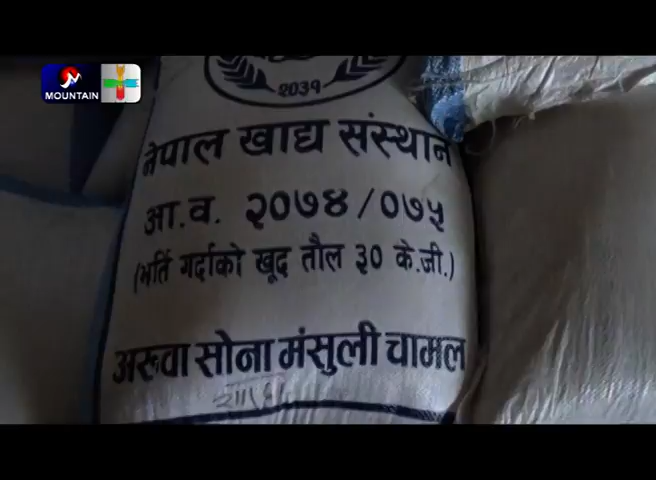 MOUNTAIN
२०३१
नेपाल खाद्य संस्थान
आ.व. २०७४/०७५
(भर्ति गर्दाको खूद तौल ३० के.जी.)
अरुवा सोना मंसुली चामल